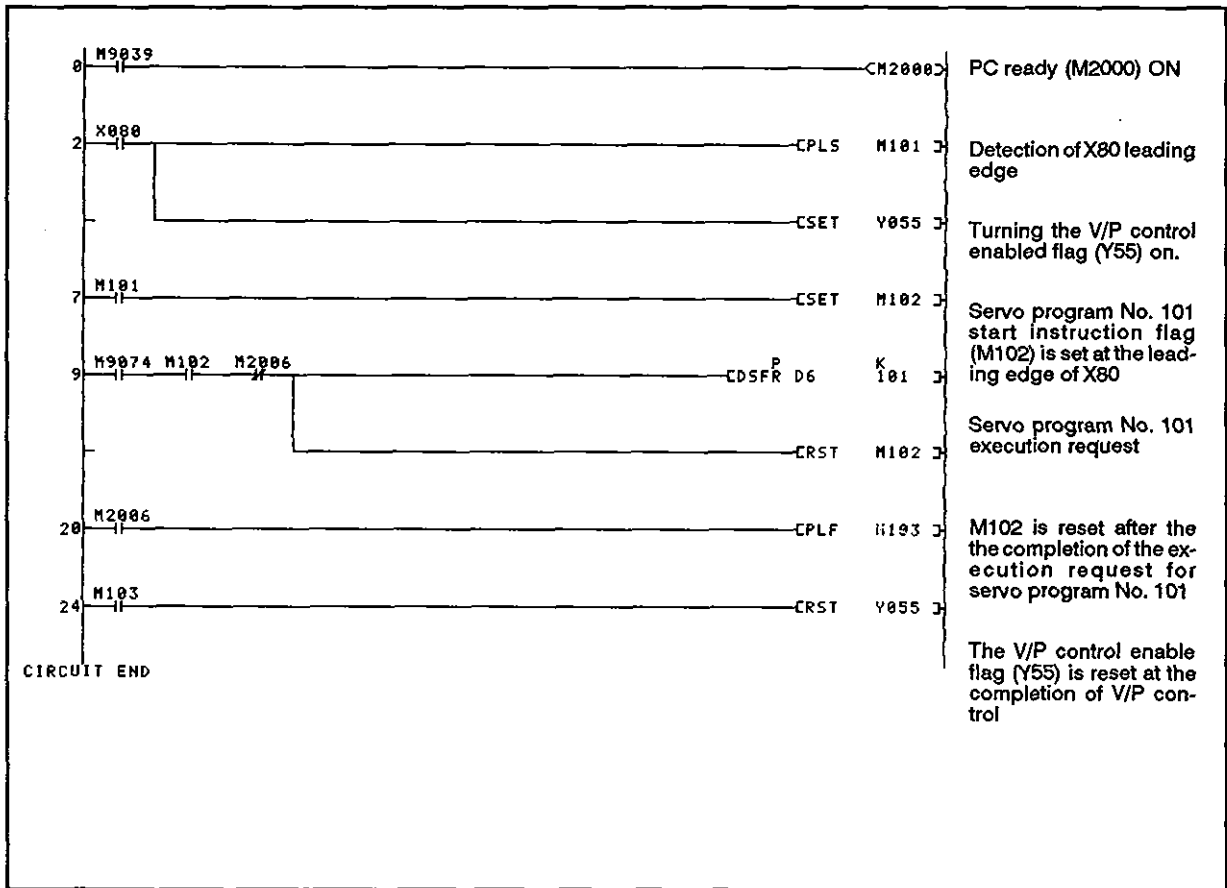 M9039
0 <M2000> PC ready (M2000) ON
X080
2 [PLS M101 ] Detection of X80 leading
edge
[SET Y055 ] Turning the V/P control
enabled flag (Y55) on.
M101
7 [SET M102 ] Servo program No. 101
start instruction flag
(M102) is set at the lead-
ing edge of X80
M9074 M102 M2006 P K
9 [DSFR D6 101 ]
Servo program No. 101
execution request
[RST M102 ]
M2006
20 [PLF ] M102 is reset after the
the completion of the ex-
ecution request for
servo program No. 101
M103
24 [RST Y055 ]
The V/P control enable
flag (Y55) is reset at the
completion of V/P con-
trol
CIRCUIT END